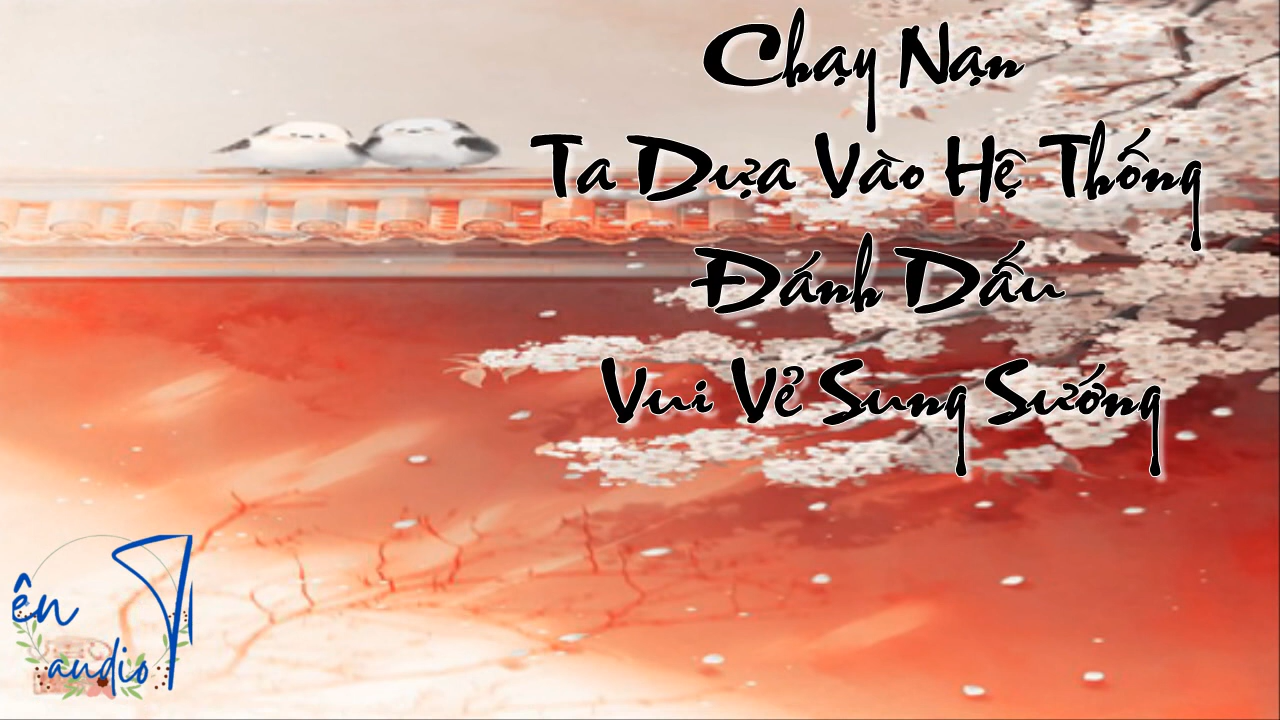 Chạy Nạn
Ta Dựa Vào Hệ Thống
Đánh Dấu
Vui Vẻ Sung Sướng
ên
audio